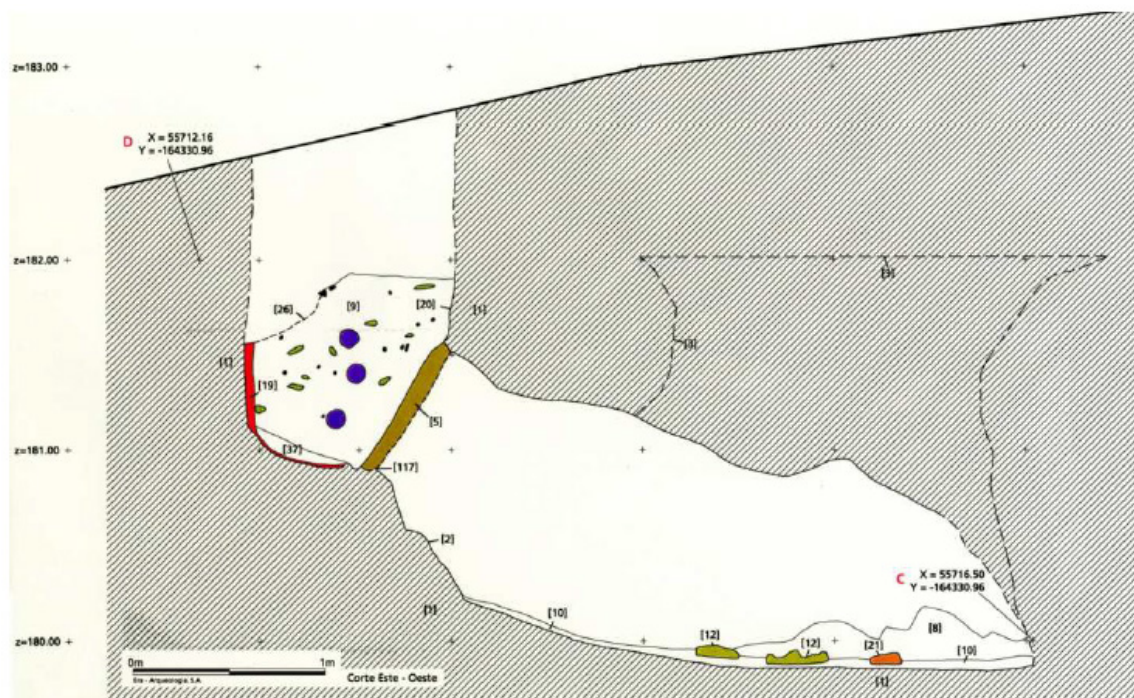 z=183.00
D X = 55712.16
Y = -164330.96
z=182.00
[3]
[26]
[9]
[20]
[1]
[3]
[1]
[19]
[5]
[37]
z=181.00
[117]
[2]
C X = 55716.50
Y = -164330.96
[1]
[10]
[12]
[12]
[21]
[8]
[10]
z=180.00
0m 1m
Era - Arqueologia. S.A.
Corte Este - Oeste
[1]